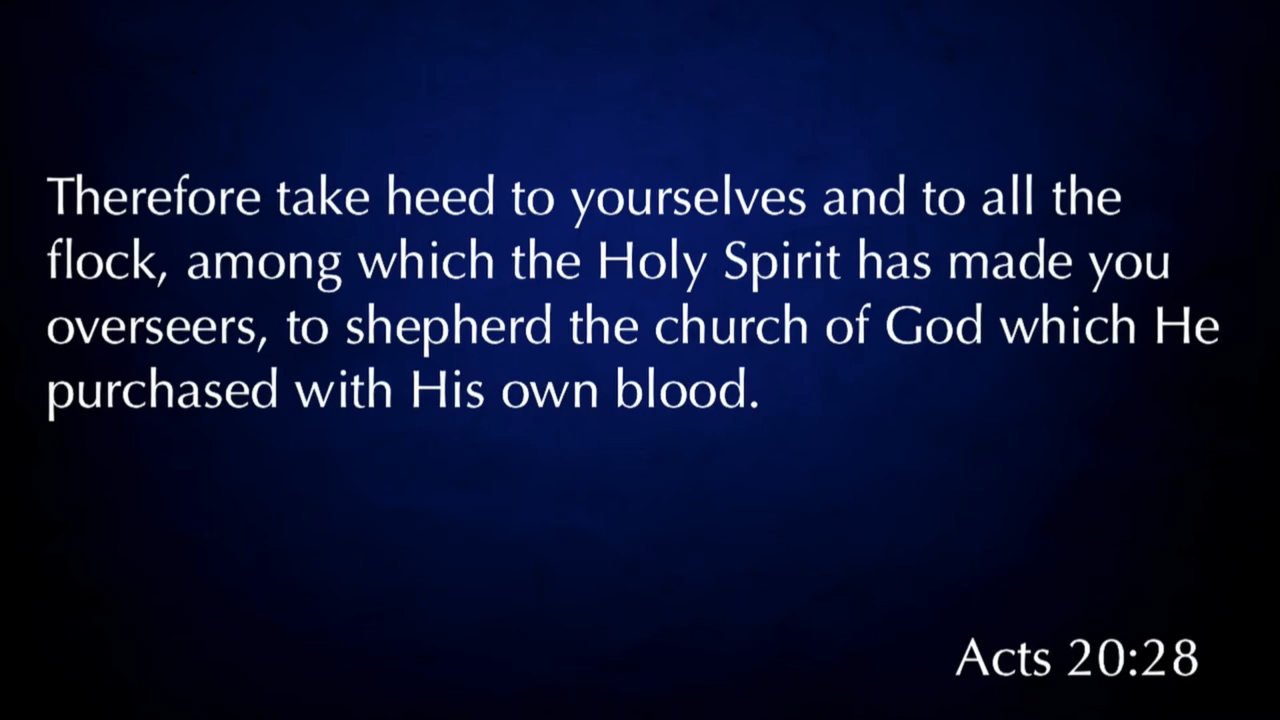 Therefore take heed to yourselves and to all the
flock, among which the Holy Spirit has made you
overseers, to shepherd the church of God which He
purchased with His own blood.
Acts 20:28